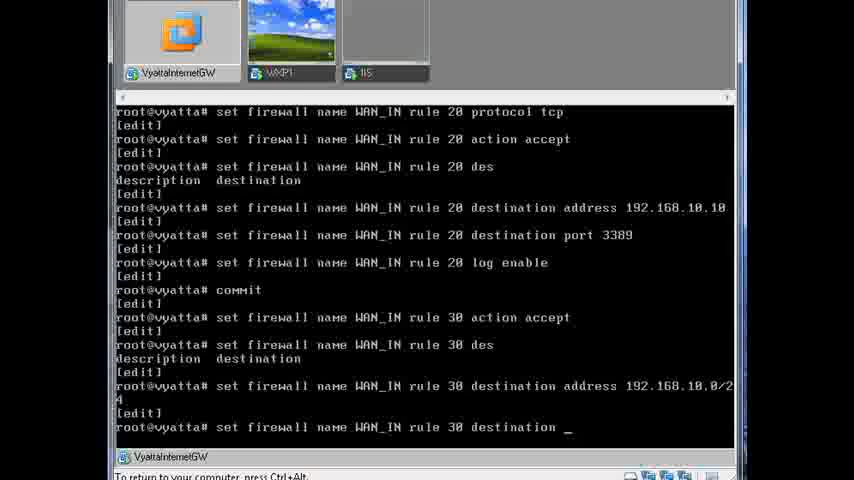 VyattaInternetGW
WXP1
IIS
root@vyatta# set firewall name WAN_IN rule 20 protocol tcp
[edit]
root@vyatta# set firewall name WAN_IN rule 20 action accept
[edit]
root@vyatta# set firewall name WAN_IN rule 20 des
description  destination
[edit]
root@vyatta# set firewall name WAN_IN rule 20 destination address 192.168.10.10
[edit]
root@vyatta# set firewall name WAN_IN rule 20 destination port 3389
[edit]
root@vyatta# set firewall name WAN_IN rule 20 log enable
[edit]
root@vyatta# commit
[edit]
root@vyatta# set firewall name WAN_IN rule 30 action accept
[edit]
root@vyatta# set firewall name WAN_IN rule 30 des
description  destination
[edit]
root@vyatta# set firewall name WAN_IN rule 30 destination address 192.168.10.0/2
4
[edit]
root@vyatta# set firewall name WAN_IN rule 30 destination _
VyattaInternetGW
To return to your computer, press Ctrl+Alt.